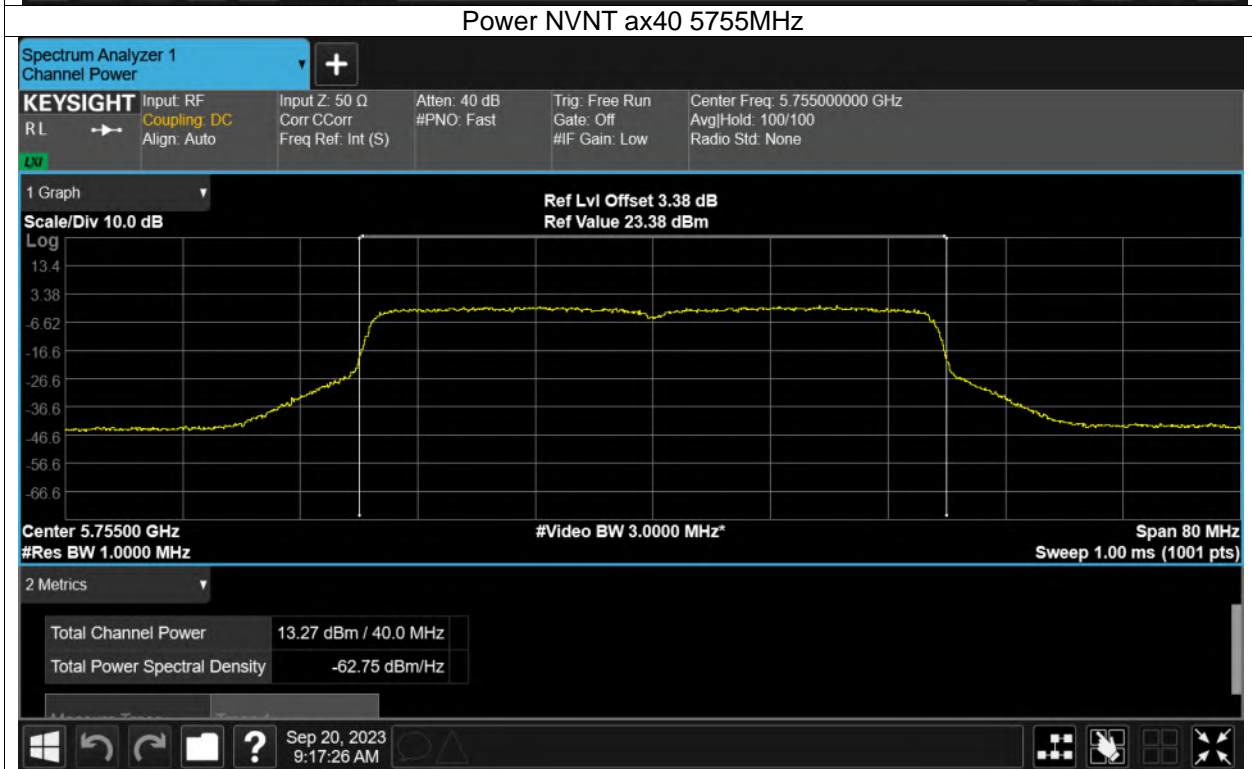 Power NVNT ax40 5755MHz
Spectrum Analyzer 1
Channel Power
KEYSIGHT
RL
LXI
Input: RF
Coupling: DC
Align: Auto
Input Z: 50 Ω
Corr CCorr
Freq Ref: Int (S)
Atten: 40 dB
#PNO: Fast
Trig: Free Run
Gate: Off
#IF Gain: Low
Center Freq: 5.755000000 GHz
Avg|Hold: 100/100
Radio Std: None
1 Graph
Scale/Div 10.0 dB
Ref Lvl Offset 3.38 dB
Ref Value 23.38 dBm
Log
13.4
3.38
-6.62
-16.6
-26.6
-36.6
-46.6
-56.6
-66.6
Center 5.75500 GHz
#Video BW 3.0000 MHz*
Span 80 MHz
#Res BW 1.0000 MHz
Sweep 1.00 ms (1001 pts)
2 Metrics
Total Channel Power 13.27 dBm / 40.0 MHz
Total Power Spectral Density -62.75 dBm/Hz
?
Sep 20, 2023
9:17:26 AM